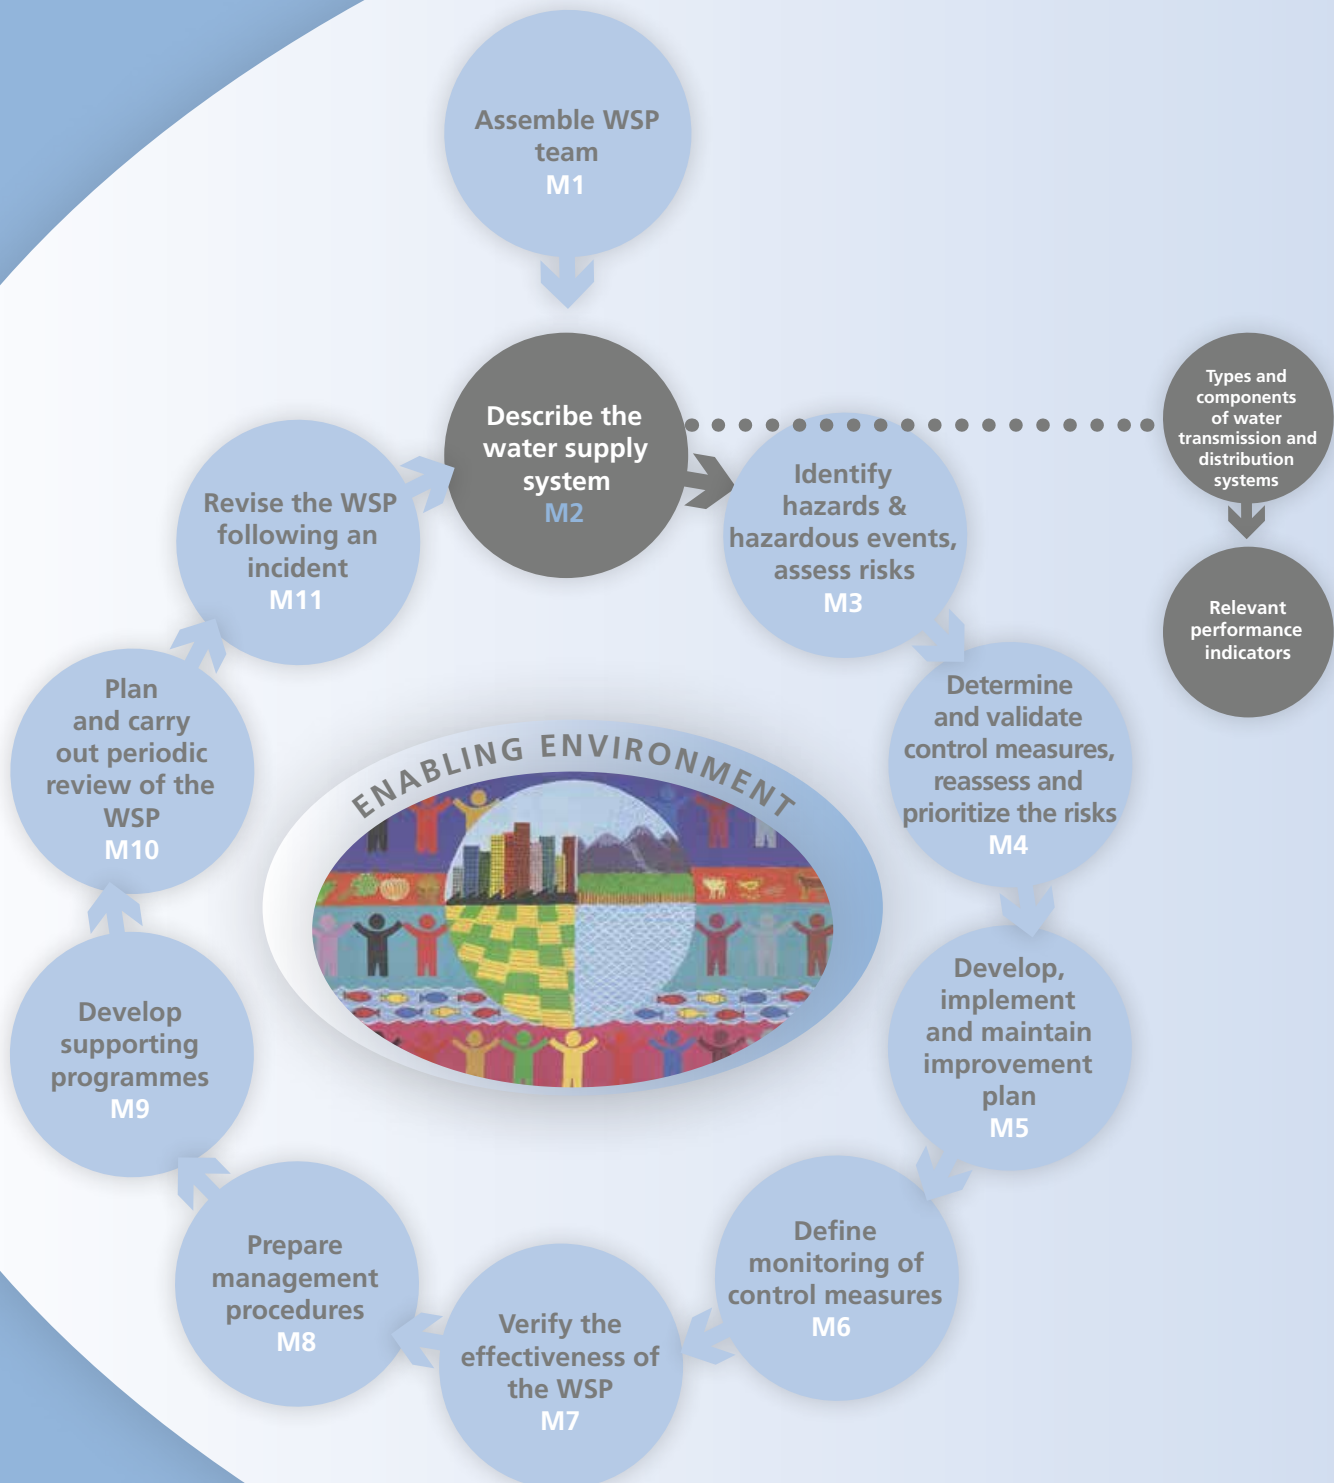 Assemble WSP
team
M1
Describe the
water supply
system
M2
Types and
components
of water
transmission and
distribution
systems
Relevant
performance
indicators
Identify
hazards &
hazardous events,
assess risks
M3
Determine
and validate
control measures,
reassess and
prioritize the risks
M4
Develop,
implement
and maintain
improvement
plan
M5
Define
monitoring of
control measures
M6
Verify the
effectiveness of
the WSP
M7
Prepare
management
procedures
M8
Develop
supporting
programmes
M9
Plan
and carry
out periodic
review of the
WSP
M10
Revise the WSP
following an
incident
M11
ENABLING ENVIRONMENT